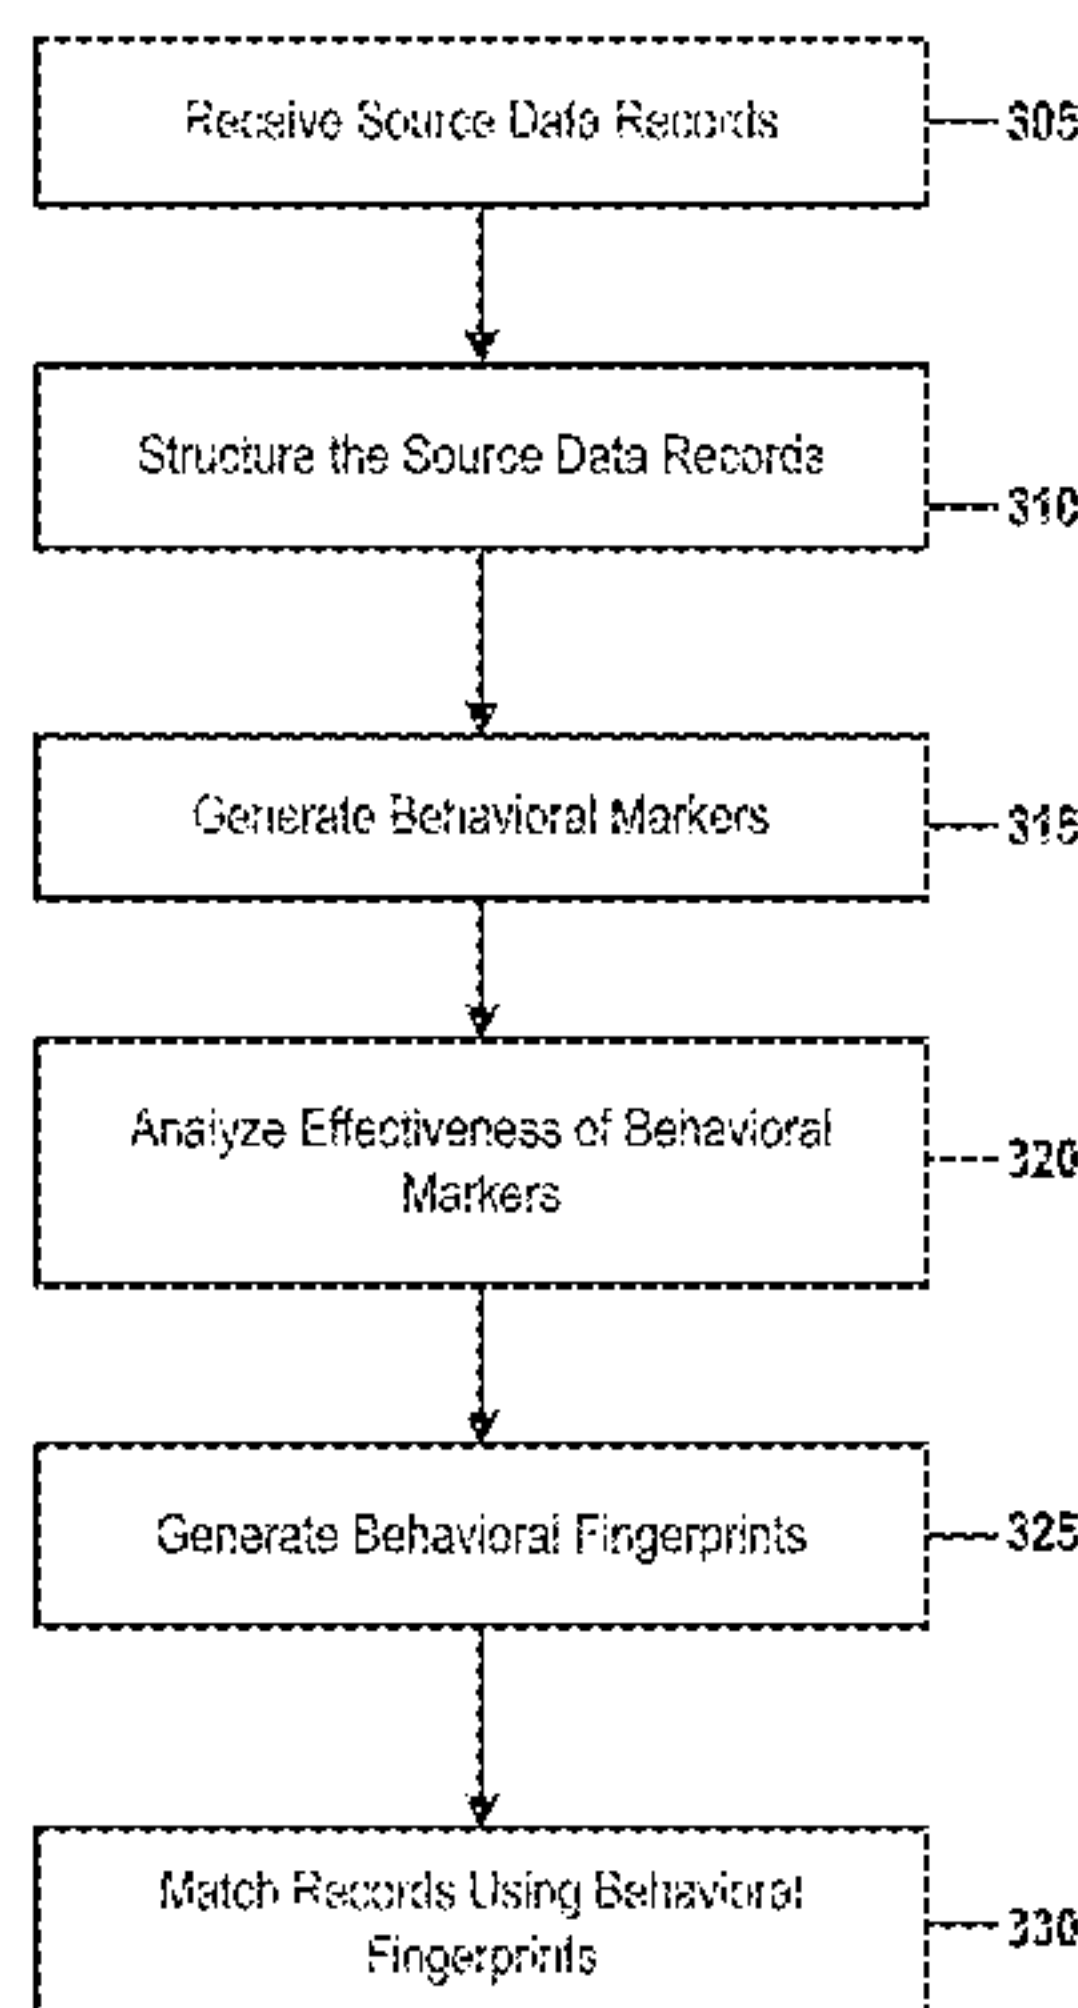 Receive Source Data Records
305
Structure the Source Data Records
310
Generate Behavioral Markers
315
Analyze Effectiveness of Behavioral
Markers
320
Generate Behavioral Fingerprints
325
Match Records Using Behavioral
Fingerprints
330